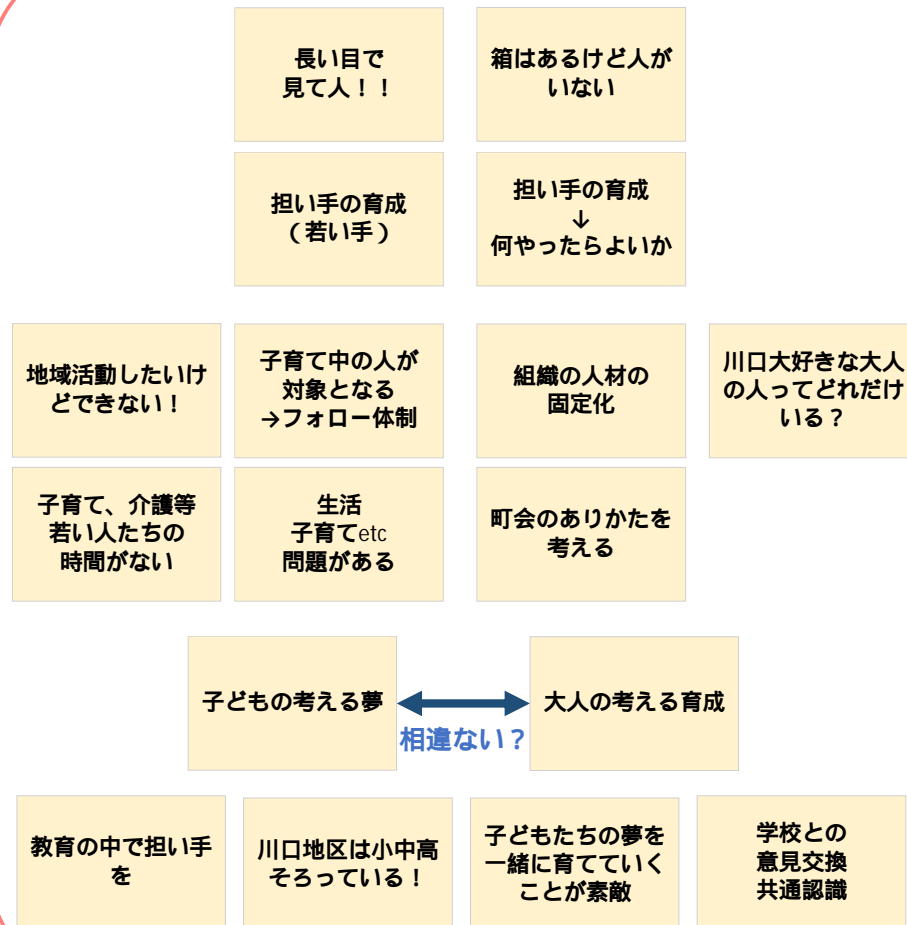 長い目で
見て人！！
箱はあるけど人が
いない
担い手の育成
（若い手）
担い手の育成
↓
何やったらよいか
地域活動したいけ
どできない！
子育て中の人が
対象となる
→フォロー体制
組織の人材の
固定化
川口大好きな大人
の人ってどれだけ
いる？
子育て、介護等
若い人たちの
時間がない
生活
子育てetc
問題がある
町会のありかたを
考える
子どもの考える夢
相違ない？
大人の考える育成
教育の中で担い手
を
川口地区は小中高
そろっている！
子どもたちの夢を
一緒に育てていく
ことが素敵
学校との
意見交換
共通認識